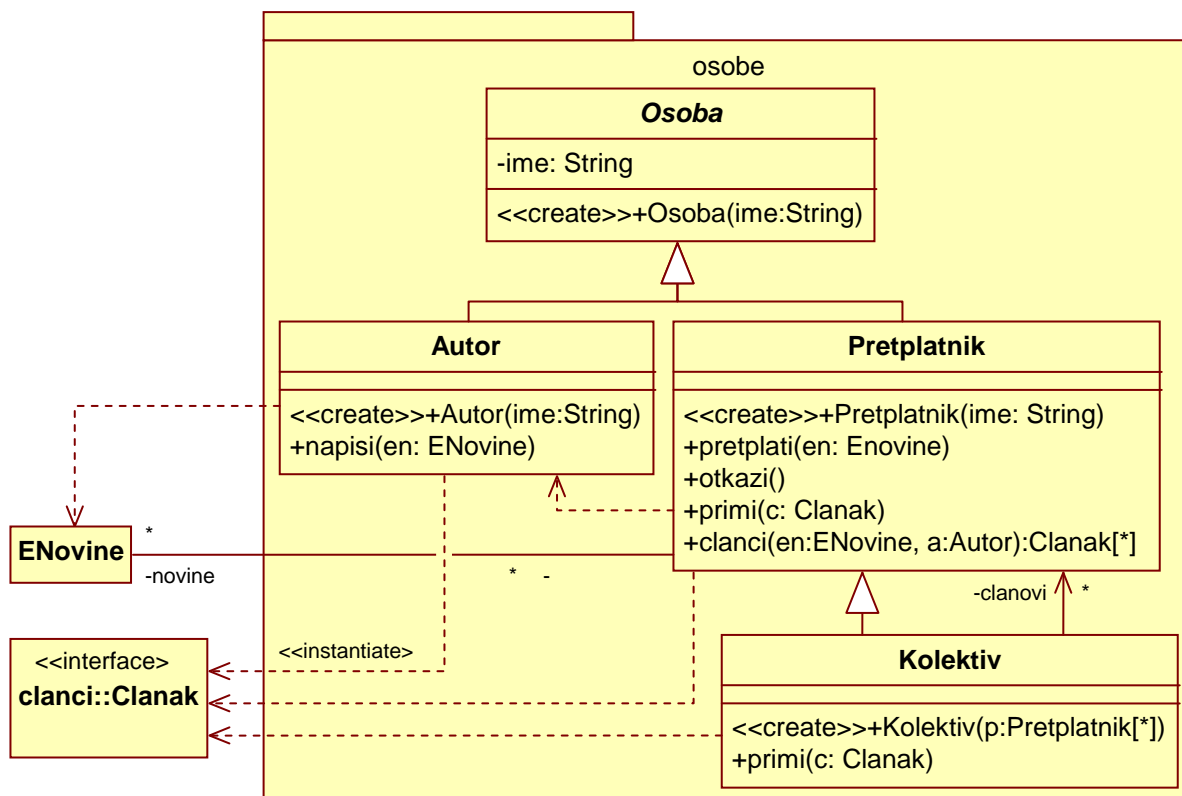 osobe
Osoba
-ime: String
<<create>>+Osoba(ime:String)
Autor
<<create>>+Autor(ime:String)
+napisi(en: ENovine)
Pretplatnik
<<create>>+Pretplatnik(ime: String)
+pretplati(en: Enovine)
+otkazi()
+primi(c: Clanak)
+clanci(en:ENovine, a:Autor):Clanak[*]
ENovine
*
-novine
* -
-clanovi *
<<interface>
clanci::Clanak
<<instantiate>
Kolektiv
<<create>>+Kolektiv(p:Pretplatnik[*])
+primi(c: Clanak)